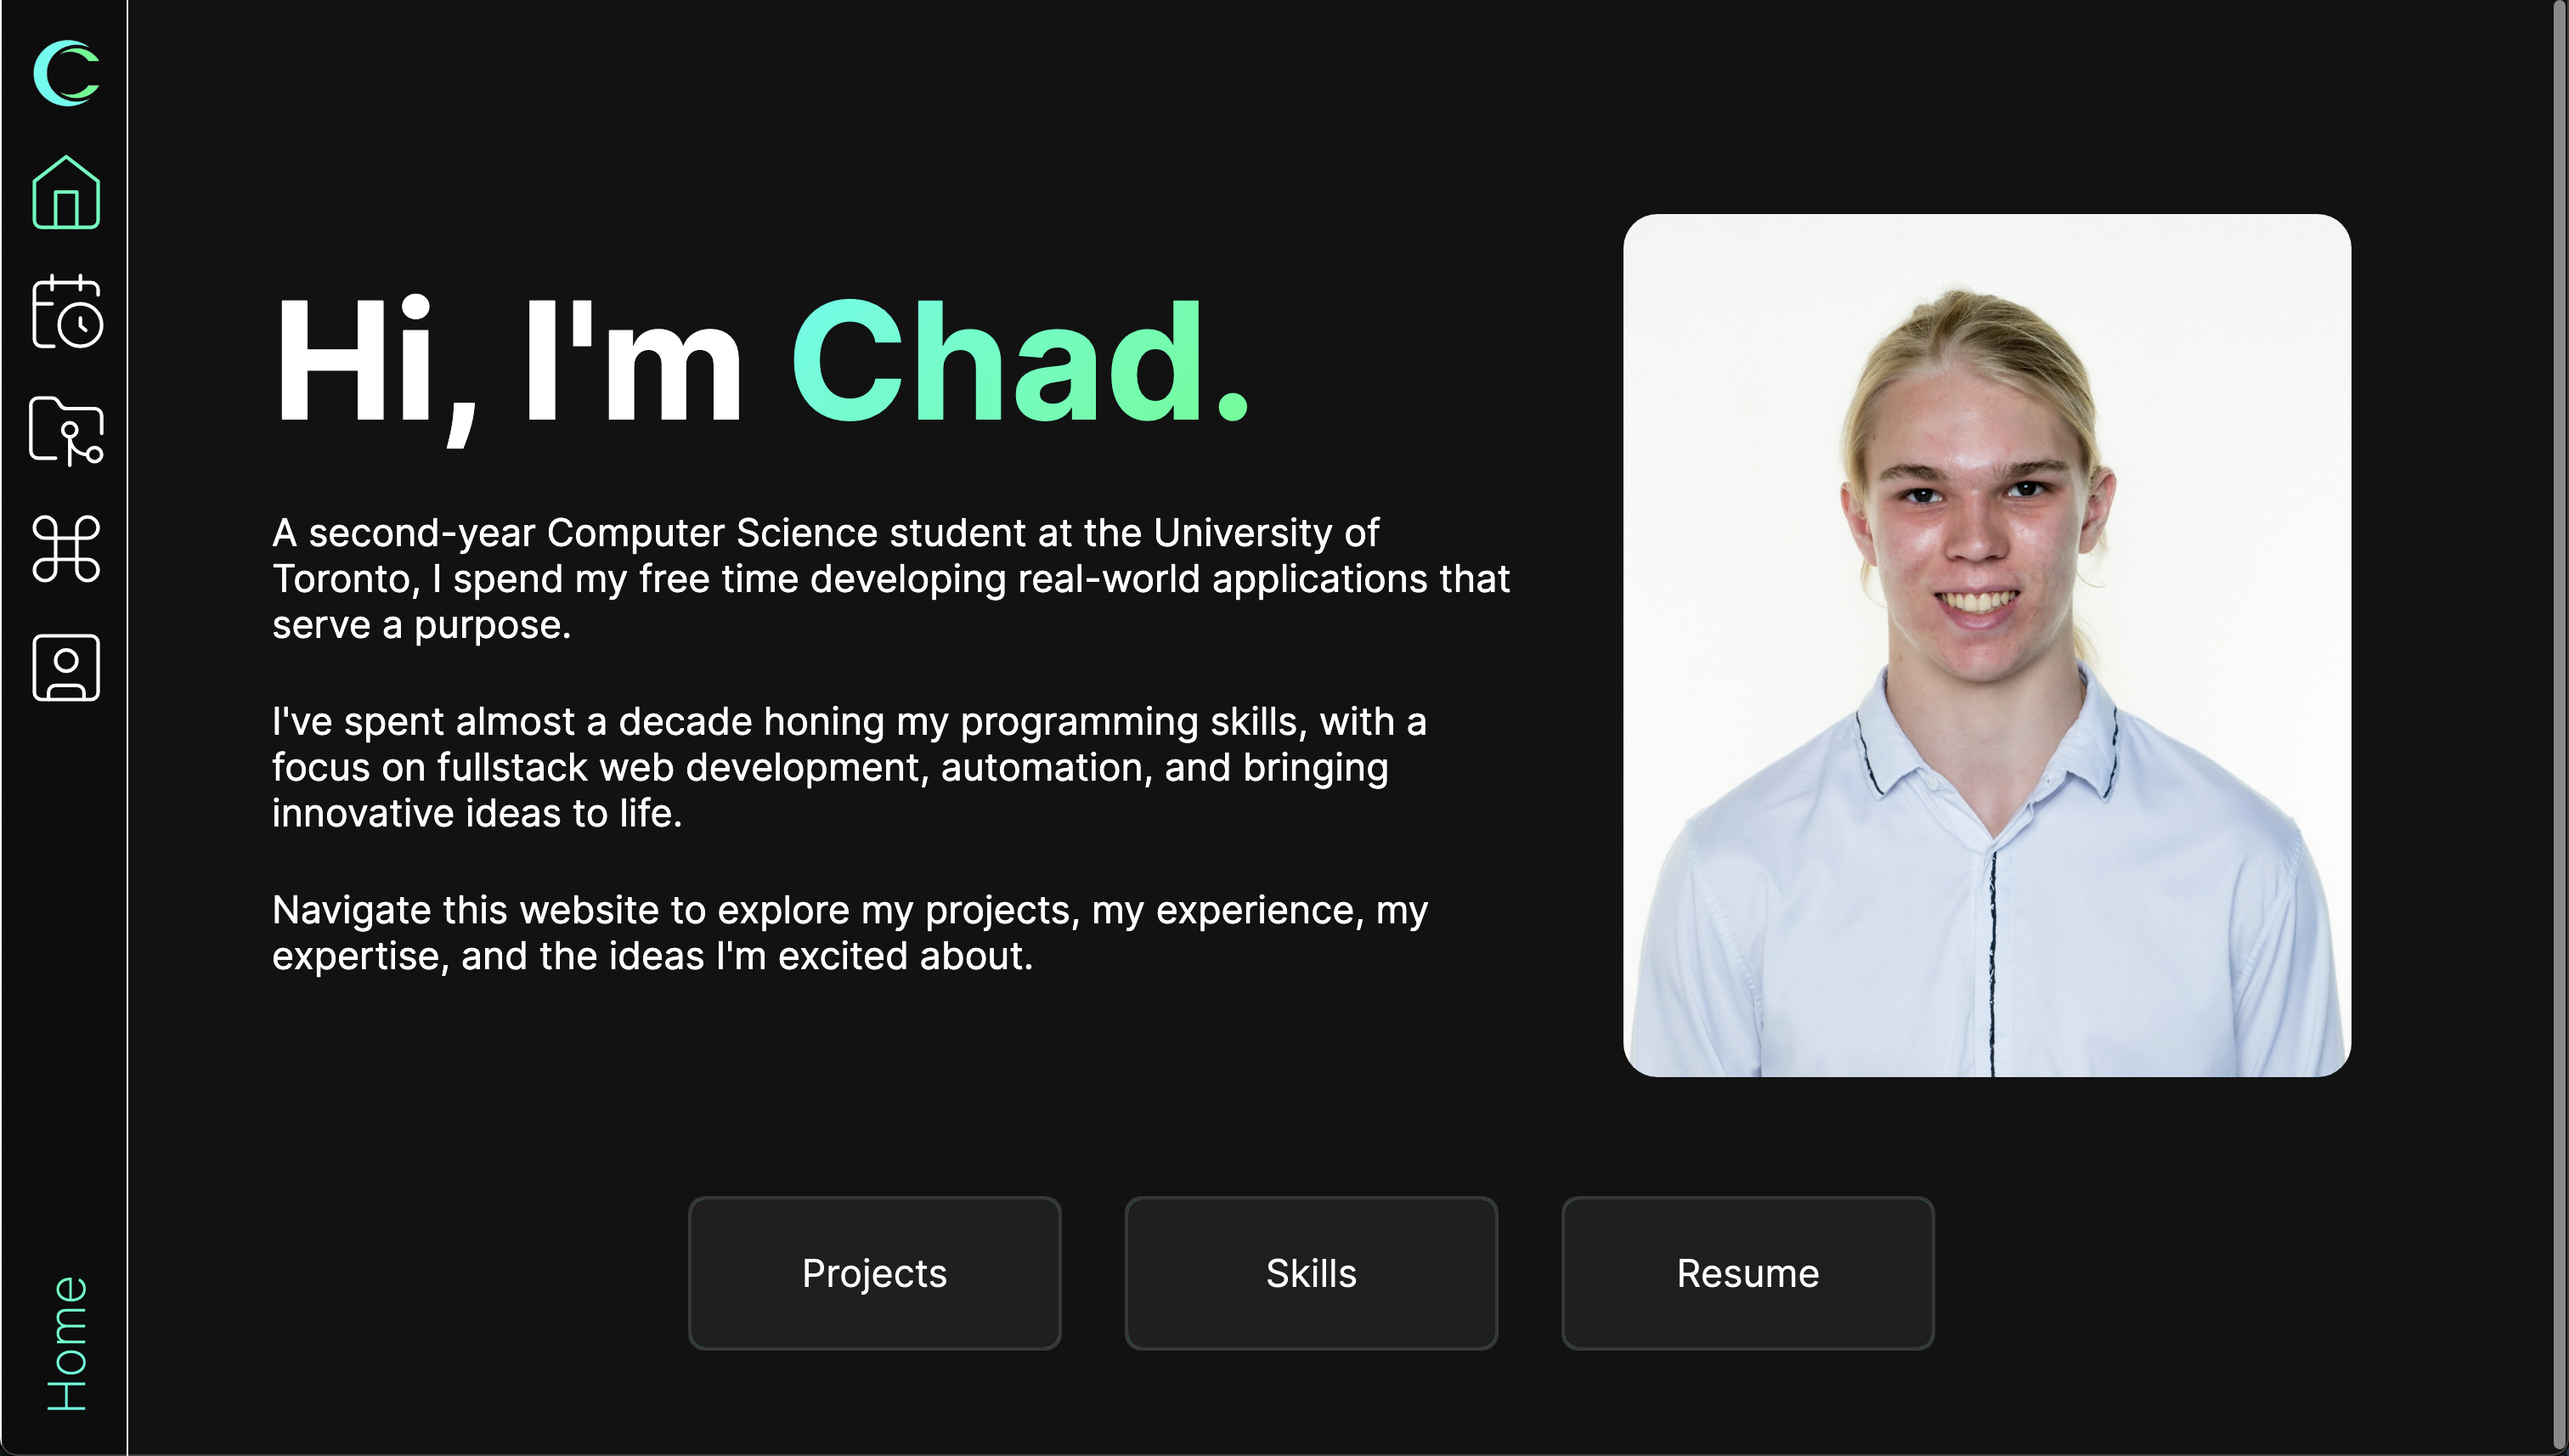 Hi, I'm Chad.
A second-year Computer Science student at the University of
Toronto, I spend my free time developing real-world applications that
serve a purpose.
I've spent almost a decade honing my programming skills, with a
focus on fullstack web development, automation, and bringing
innovative ideas to life.
Navigate this website to explore my projects, my experience, my
expertise, and the ideas I'm excited about.
Projects
Skills
Resume
Home